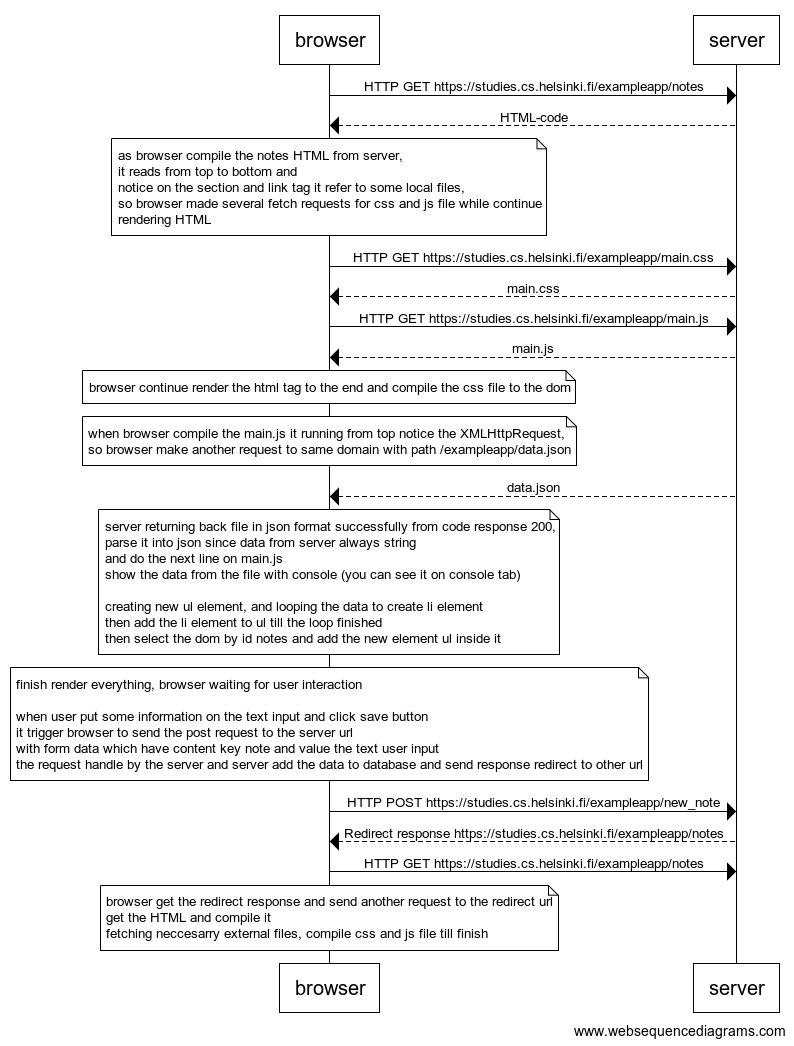 browser
server
HTTP GET https://studies.cs.helsinki.fi/exampleapp/notes
HTML-code
as browser compile the notes HTML from server,
it reads from top to bottom and
notice on the section and link tag it refer to some local files,
so browser made several fetch requests for css and js file while continue
rendering HTML
HTTP GET https://studies.cs.helsinki.fi/exampleapp/main.css
main.css
HTTP GET https://studies.cs.helsinki.fi/exampleapp/main.js
main.js
browser continue render the html tag to the end and compile the css file to the dom
when browser compile the main.js it running from top notice the XMLHttpRequest,
so browser make another request to same domain with path /exampleapp/data.json
data.json
server returning back file in json format successfully from code response 200,
parse it into json since data from server always string
and do the next line on main.js
show the data from the file with console (you can see it on console tab)
creating new ul element, and looping the data to create li element
then add the li element to ul till the loop finished
then select the dom by id notes and add the new element ul inside it
finish render everything, browser waiting for user interaction
when user put some information on the text input and click save button
it trigger browser to send the post request to the server url
with form data which have content key note and value the text user input
the request handle by the server and server add the data to database and send response redirect to other url
HTTP POST https://studies.cs.helsinki.fi/exampleapp/new_note
Redirect response https://studies.cs.helsinki.fi/exampleapp/notes
HTTP GET https://studies.cs.helsinki.fi/exampleapp/notes
browser get the redirect response and send another request to the redirect url
get the HTML and compile it
fetching neccesarry external files, compile css and js file till finish
browser
server
www.websequencediagrams.com